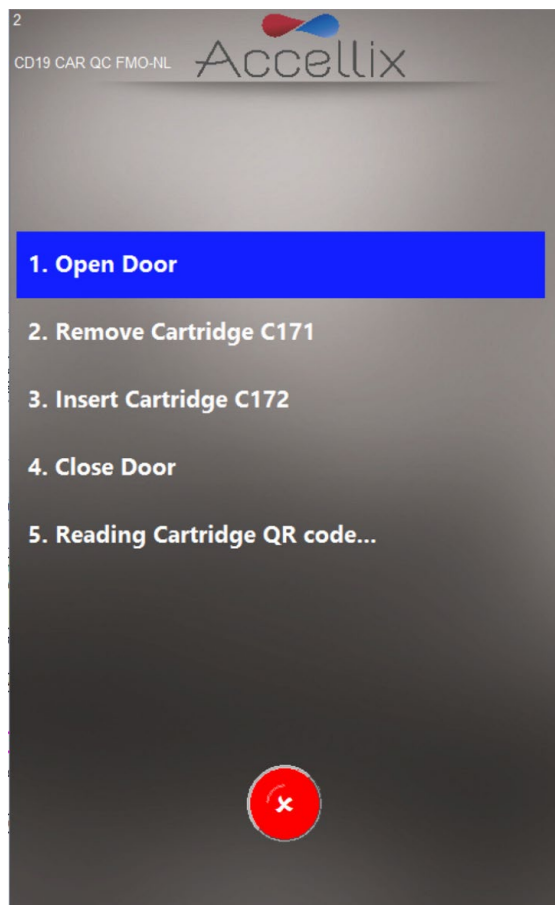 2
CD19 CAR QC FMO-NL
Accellix
1. Open Door
2. Remove Cartridge C171
3. Insert Cartridge C172
4. Close Door
5. Reading Cartridge QR code...